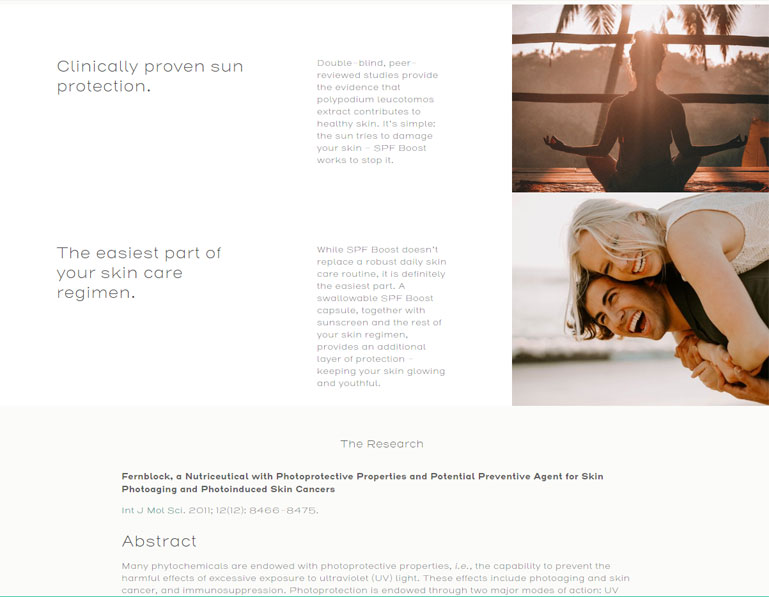 Clinically proven sun
protection.
Double-blind, peer-
reviewed studies provide
the evidence that
polypodium leucotomos
extract contributes to
healthy skin. It's simple:
the sun tries to damage
your skin - SPF Boost
works to stop it.
The easiest part of
your skin care
regimen.
While SPF Boost doesn't
replace a robust daily skin
care routine, it is definitely
the easiest part. A
swallowable SPF Boost
capsule, together with
sunscreen and the rest of
your skin regimen,
provides an additional
layer of protection -
keeping your skin glowing
and youthful.
The Research
Fernblock, a Nutriceutical with Photoprotective Properties and Potential Preventive Agent for Skin
Photoaging and Photoinduced Skin Cancers
Int J Mol Sci. 2011; 12(12): 8466-8475.
Abstract
Many phytochemicals are endowed with photoprotective properties, i.e., the capability to prevent the
harmful effects of excessive exposure to ultraviolet (UV) light. These effects include photoaging and skin
cancer, and immunosuppression. Photoprotection is endowed through two major modes of action: UV